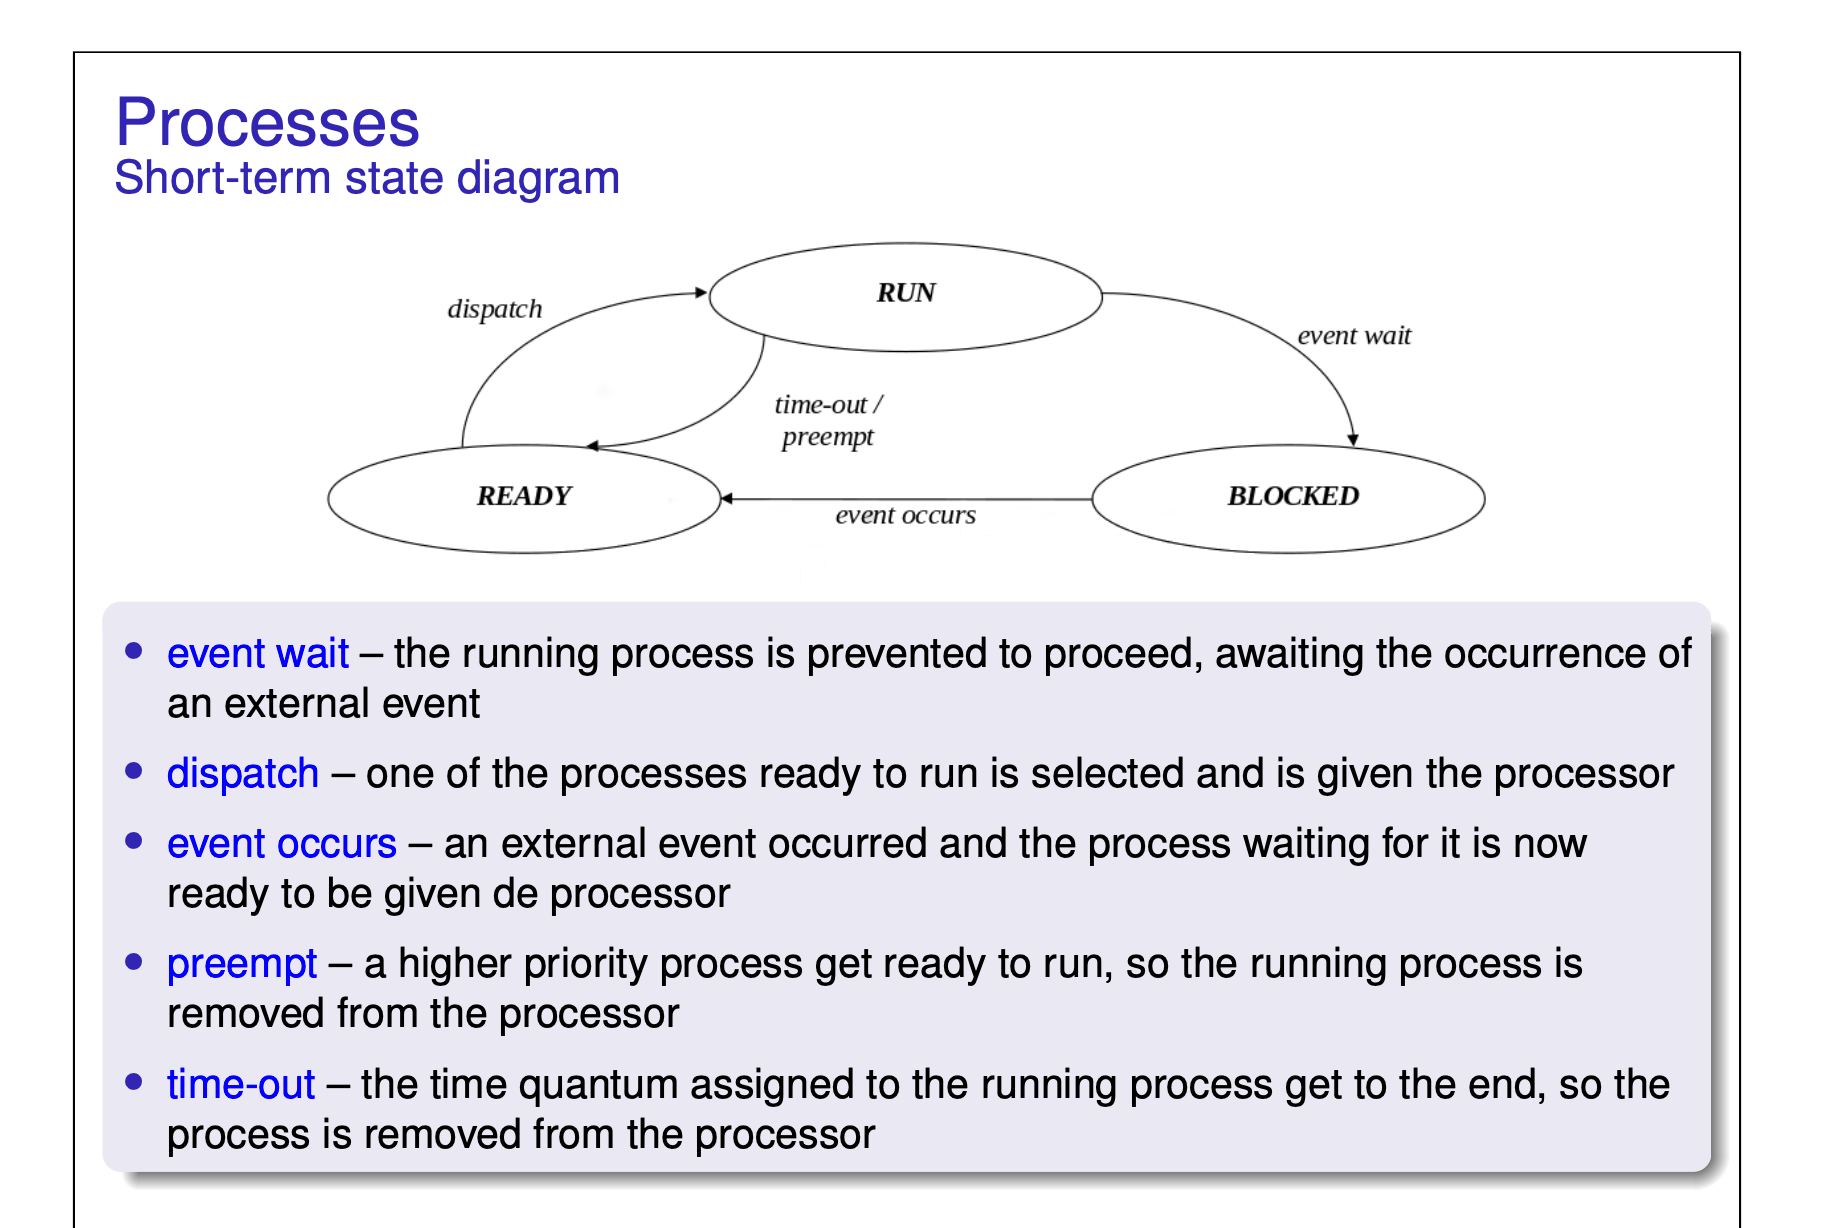 Processes
Short-term state diagram
RUN
dispatch
event wait
time-out /
preempt
READY
BLOCKED
event occurs
• event wait – the running process is prevented to proceed, awaiting the occurrence of
an external event
• dispatch – one of the processes ready to run is selected and is given the processor
• event occurs – an external event occurred and the process waiting for it is now
ready to be given de processor
• preempt – a higher priority process get ready to run, so the running process is
removed from the processor
• time-out – the time quantum assigned to the running process get to the end, so the
process is removed from the processor